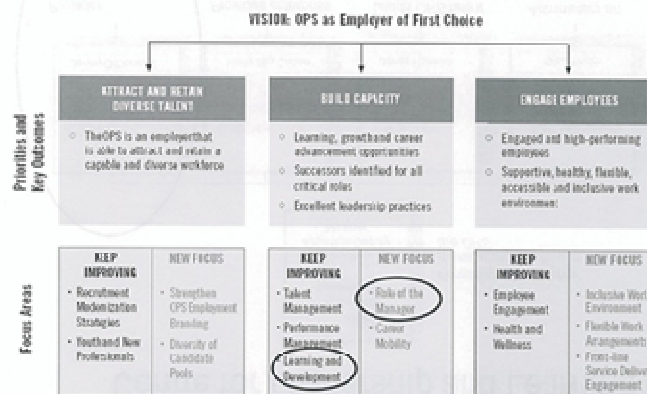 VISION: OPS as Employer of First Choice
Priorities and
Key Outcomes
ATTRACT AND RETAIN
DIVERSE TALENT
○ The OPS is an employer that
is able to attract and retain a
capable and diverse workforce
BUILD CAPACITY
○ Learning, growth and career
advancement opportunities
○ Successors identified for all
critical roles
○ Excellent leadership practices
ENGAGE EMPLOYEES
○ Engaged and high-performing
employees
○ Supportive, healthy, flexible,
accessible and inclusive work
environment
Focus Areas
KEEP
IMPROVING
• Recruitment
Modernization
Strategies
• Youth and New
Professionals
NEW FOCUS
• Strengthen
OPS Employment
Branding
• Diversity of
Candidate
Pools
KEEP
IMPROVING
• Talent
Management
• Performance
Management
• Learning and
Development
NEW FOCUS
• Role of the
Manager
• Career
Mobility
KEEP
IMPROVING
• Employee
Engagement
• Health and
Wellness
NEW FOCUS
• Inclusive Work
Environment
• Flexible Work
Arrangements
• Front-line
Service Deliver
Engagement